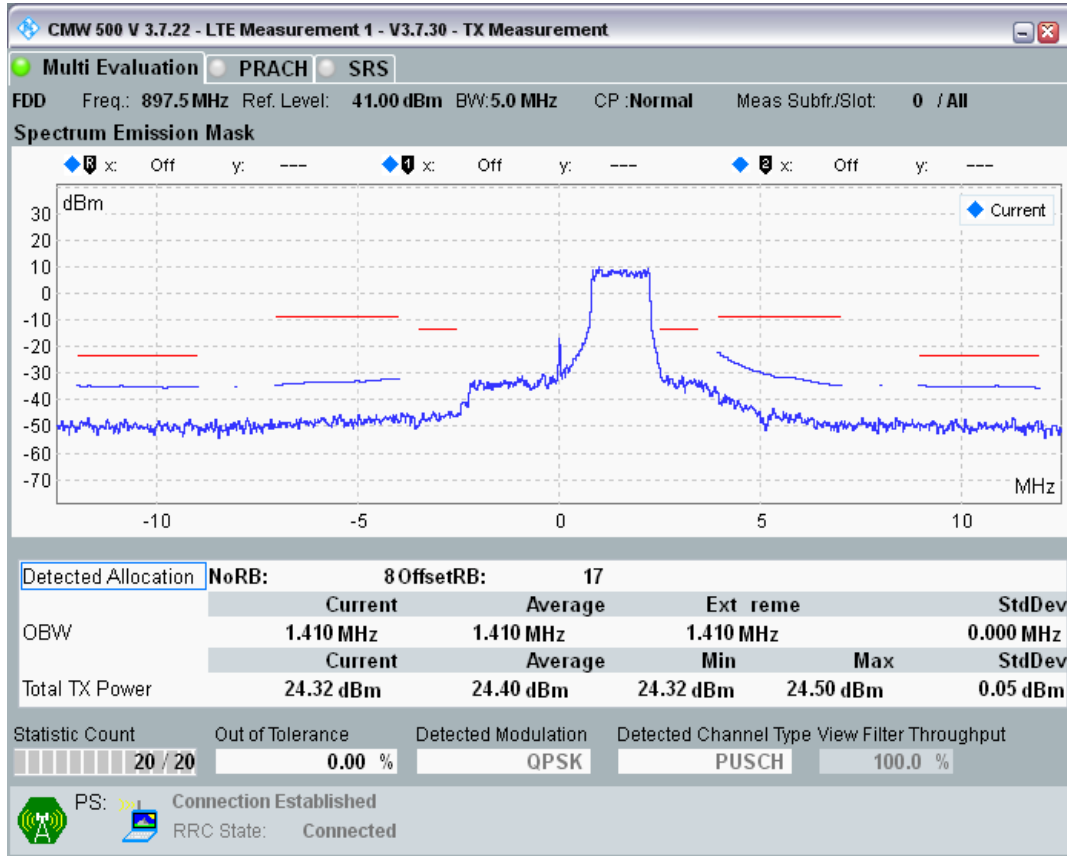 CMW 500 V 3.7.22 - LTE Measurement 1 - V3.7.30 - TX Measurement
Multi Evaluation PRACH SRS
FDD Freq.: 897.5 MHz Ref. Level: 41.00 dBm BW: 5.0 MHz CP :Normal Meas Subfr./Slot: 0 / All
Spectrum Emission Mask
R x: Off y: --- 1 x: Off y: --- 2 x: Off y: ---
dBm
Current
30
20
10
0
-10
-20
-30
-40
-50
-60
-70
MHz
-10 -5 0 5 10
Detected Allocation NoRB: 8 OffsetRB: 17
Current Average Ext reme StdDev
OBW 1.410 MHz 1.410 MHz 1.410 MHz 0.000 MHz
Current Average Min Max StdDev
Total TX Power 24.32 dBm 24.40 dBm 24.32 dBm 24.50 dBm 0.05 dBm
Statistic Count Out of Tolerance Detected Modulation Detected Channel Type View Filter Throughput
20 / 20 0.00 % QPSK PUSCH 100.0 %
PS: Connection Established
RRC State: Connected